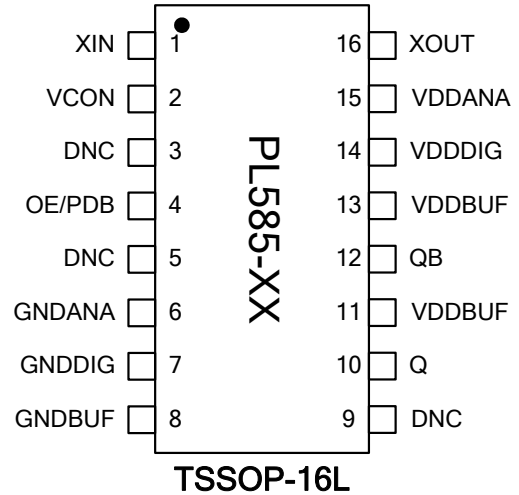 XIN 1 16 XOUT
VCON 2 15 VDDANA
DNC 3 14 VDDDIG
OE/PDB 4 13 VDDBUF
DNC 5 12 QB
GNDANA 6 11 VDDBUF
GNDDIG 7 10 Q
GNDBUF 8 9 DNC
PL585-XX
TSSOP-16L